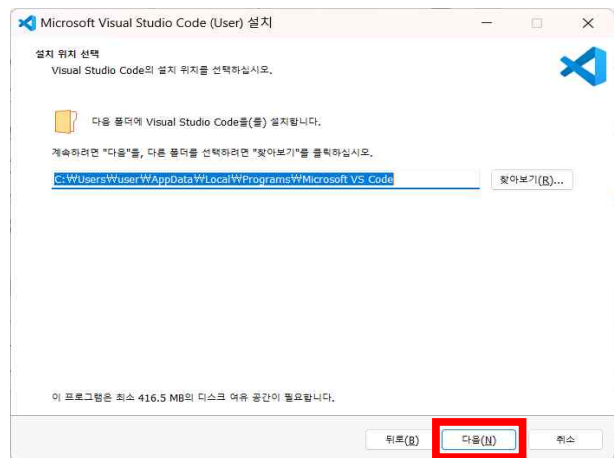 Microsoft Visual Studio Code (User) 설치
설치 위치 선택
Visual Studio Code의 설치 위치를 선택하십시오.
다음 폴더에 Visual Studio Code을(를) 설치합니다.
계속하려면 "다음"을, 다른 폴더를 선택하려면 "찾아보기"를 클릭하십시오.
C:₩Users₩user₩AppData₩Local₩Programs₩Microsoft VS Code
찾아보기(R)...
이 프로그램은 최소 416.5 MB의 디스크 여유 공간이 필요합니다.
뒤로(B) 다음(N) 취소